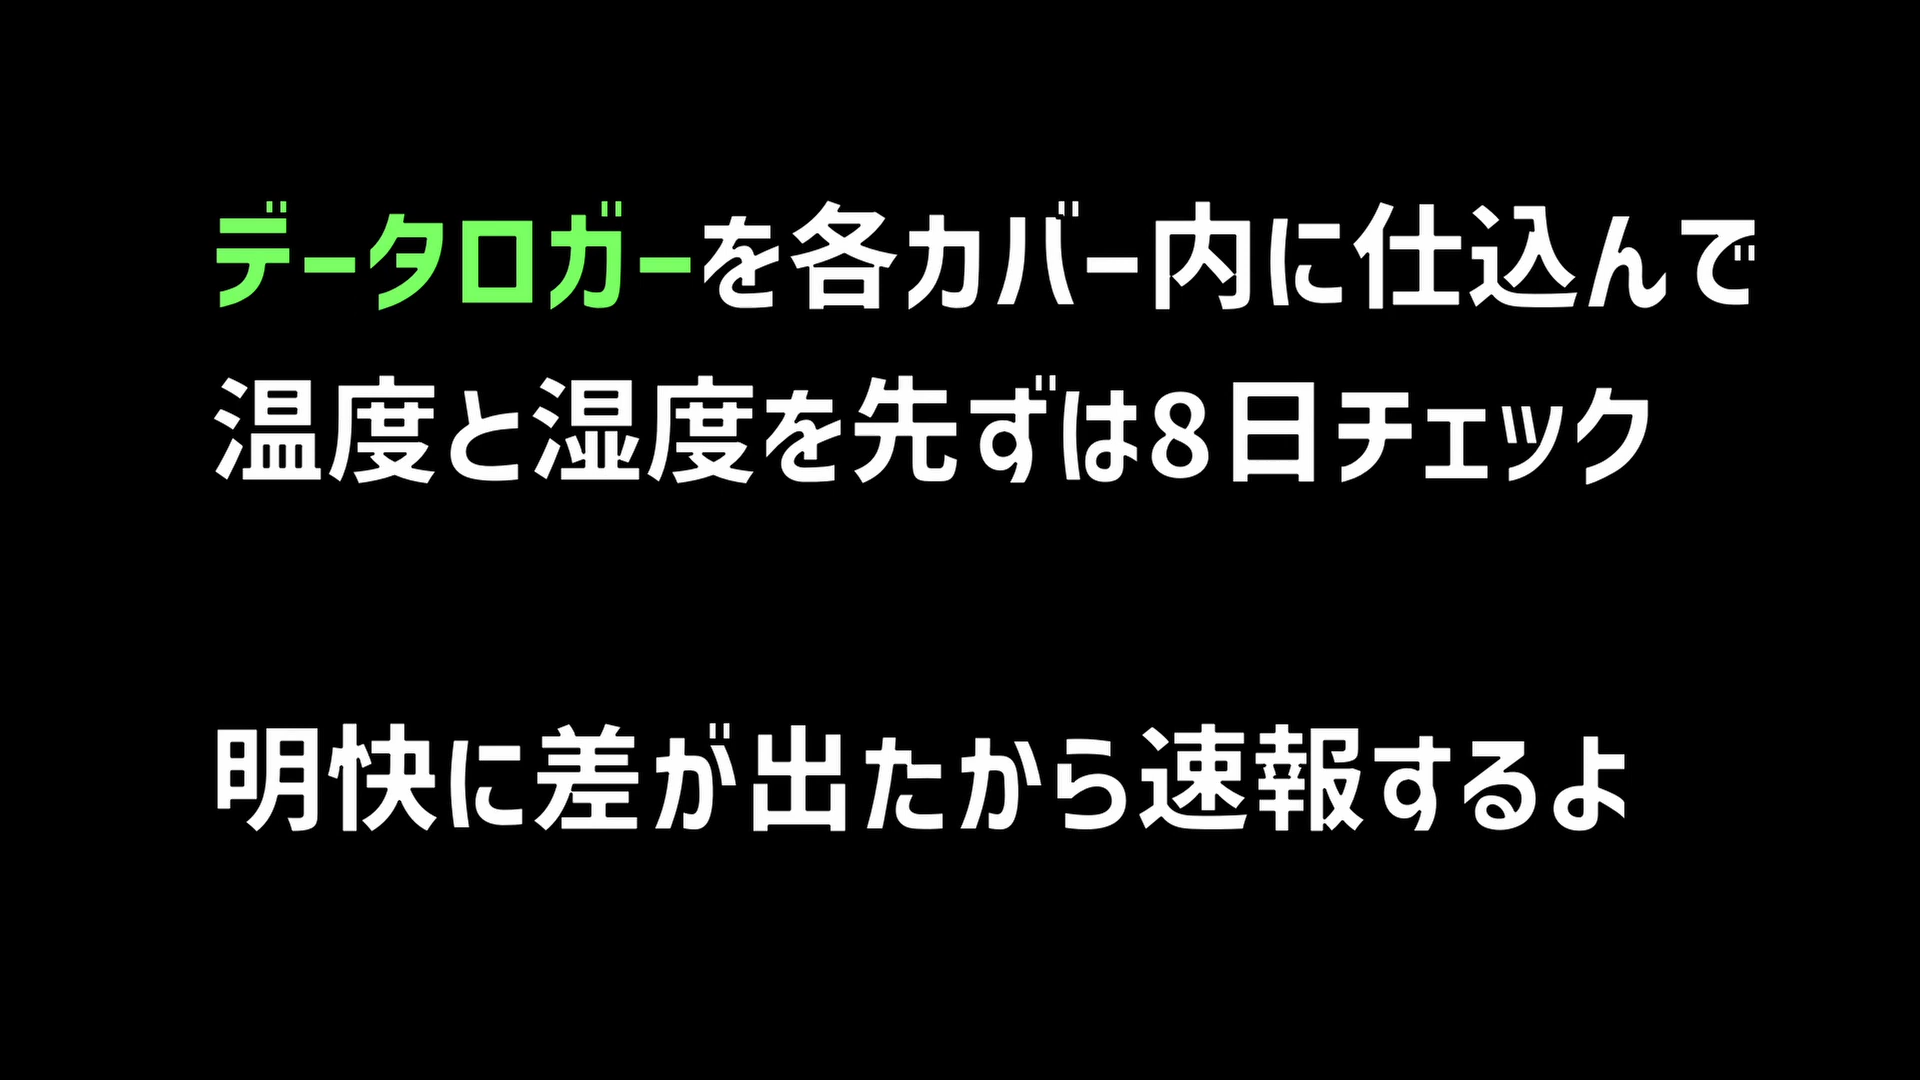 データロガーを各カバー内に仕込んで
温度と湿度を先ずは8日チェック
明快に差が出たから速報するよ